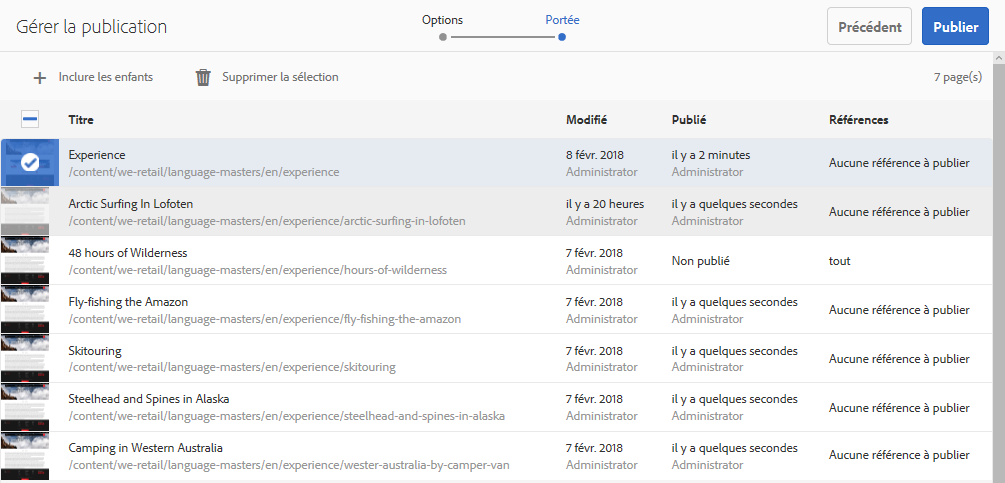 Gérer la publication
Options
Portée
Précédent
Publier
Inclure les enfants
Supprimer la sélection
7 page(s)
Titre
Modifié
Publié
Références
Experience
/content/we-retail/language-masters/en/experience
8 févr. 2018
Administrator
il y a 2 minutes
Administrator
Aucune référence à publier
Arctic Surfing In Lofoten
/content/we-retail/language-masters/en/experience/arctic-surfing-in-lofoten
il y a 20 heures
Administrator
il y a quelques secondes
Administrator
Aucune référence à publier
48 hours of Wilderness
/content/we-retail/language-masters/en/experience/hours-of-wilderness
7 févr. 2018
Administrator
Non publié
tout
Fly-fishing the Amazon
/content/we-retail/language-masters/en/experience/fly-fishing-the-amazon
7 févr. 2018
Administrator
il y a quelques secondes
Administrator
Aucune référence à publier
Skitouring
/content/we-retail/language-masters/en/experience/skitouring
7 févr. 2018
Administrator
il y a quelques secondes
Administrator
Aucune référence à publier
Steelhead and Spines in Alaska
/content/we-retail/language-masters/en/experience/steelhead-and-spines-in-alaska
7 févr. 2018
Administrator
il y a quelques secondes
Administrator
Aucune référence à publier
Camping in Western Australia
/content/we-retail/language-masters/en/experience/wester-australia-by-camper-van
7 févr. 2018
Administrator
il y a quelques secondes
Administrator
Aucune référence à publier